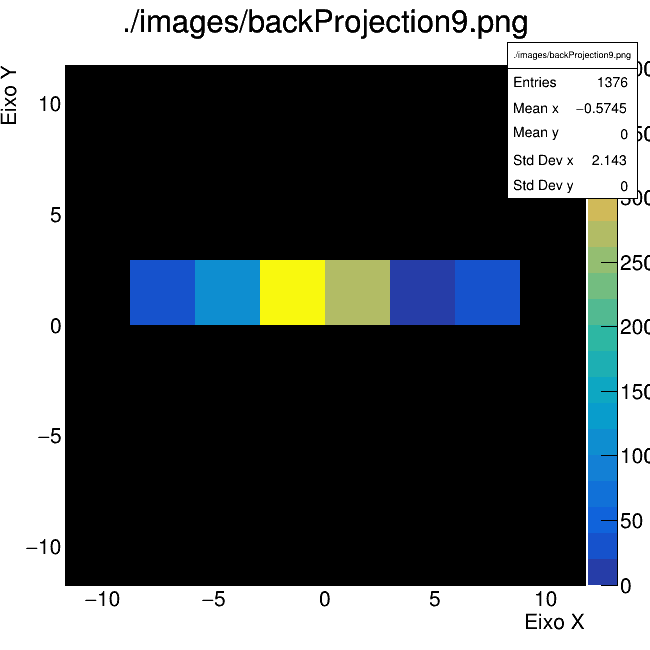 ./images/backProjection9.png
./images/backProjection9.png
Entries 1376
Mean x −0.5745
Mean y 0
Std Dev x 2.143
Std Dev y 0
Eixo Y
10
5
0
−5
−10
−10 −5 0 5 10
Eixo X
250
200
150
100
50
0